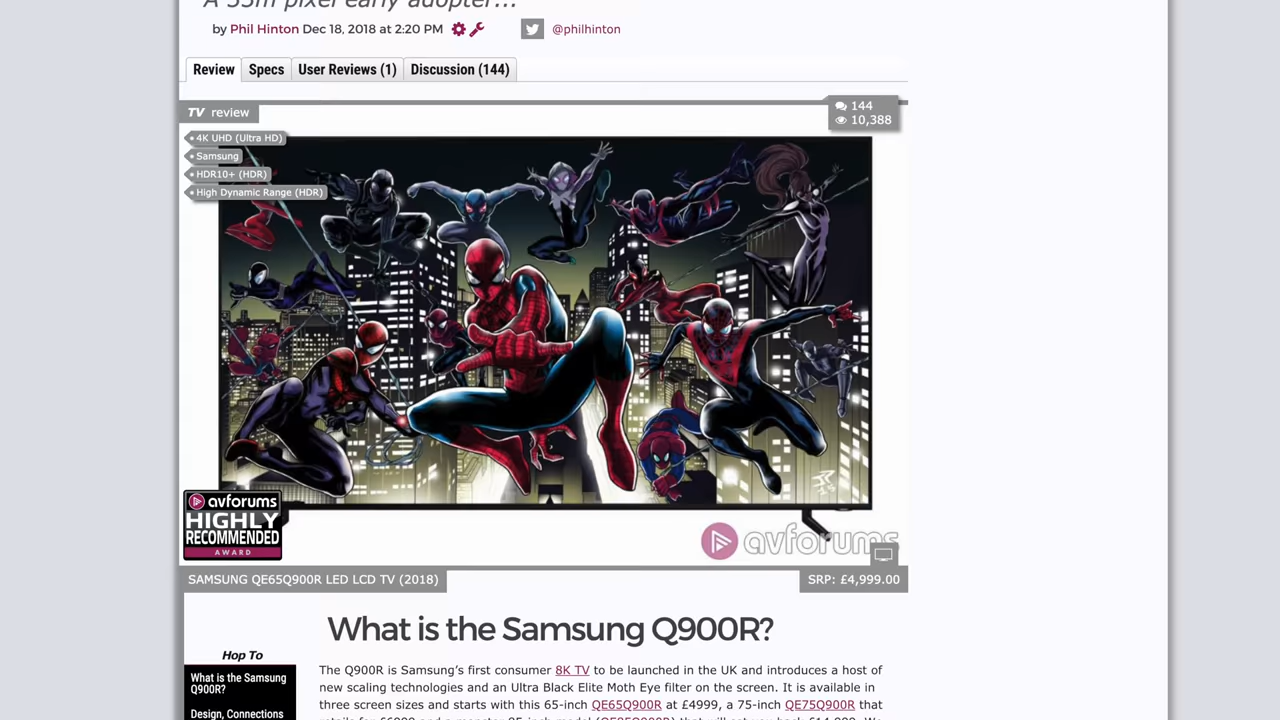 A 33m pixel early adopter...
by Phil Hinton Dec 18, 2018 at 2:20 PM @philhinton
Review Specs User Reviews (1) Discussion (144)
TV review
144
10,388
4K UHD (Ultra HD)
Samsung
HDR10+ (HDR)
High Dynamic Range (HDR)
avforums
HIGHLY
RECOMMENDED
AWARD
avforums
SAMSUNG QE65Q900R LED LCD TV (2018)
SRP: £4,999.00
What is the Samsung Q900R?
Hop To
What is the Samsung
Q900R?
Design, Connections
The Q900R is Samsung's first consumer 8K TV to be launched in the UK and introduces a host of
new scaling technologies and an Ultra Black Elite Moth Eye filter on the screen. It is available in
three screen sizes and starts with this 65-inch QE65Q900R at £4999, a 75-inch QE75Q900R that